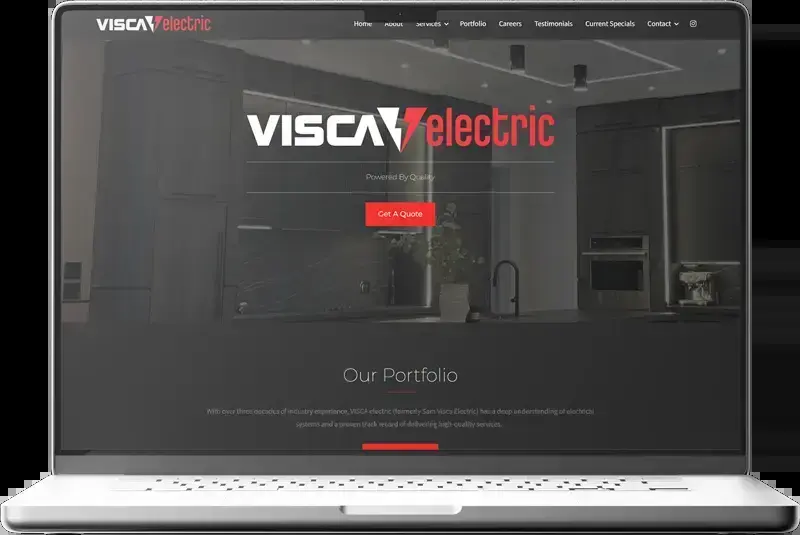 VISCA electric
Home About Services Portfolio Careers Testimonials Current Specials Contact
VISCA electric
Powered By Quality
Get A Quote
Our Portfolio
With over three decades of industry experience, VISCA electric (formerly Sam Visca Electric) has a deep understanding of electrical
systems and a proven track record of delivering high-quality services.